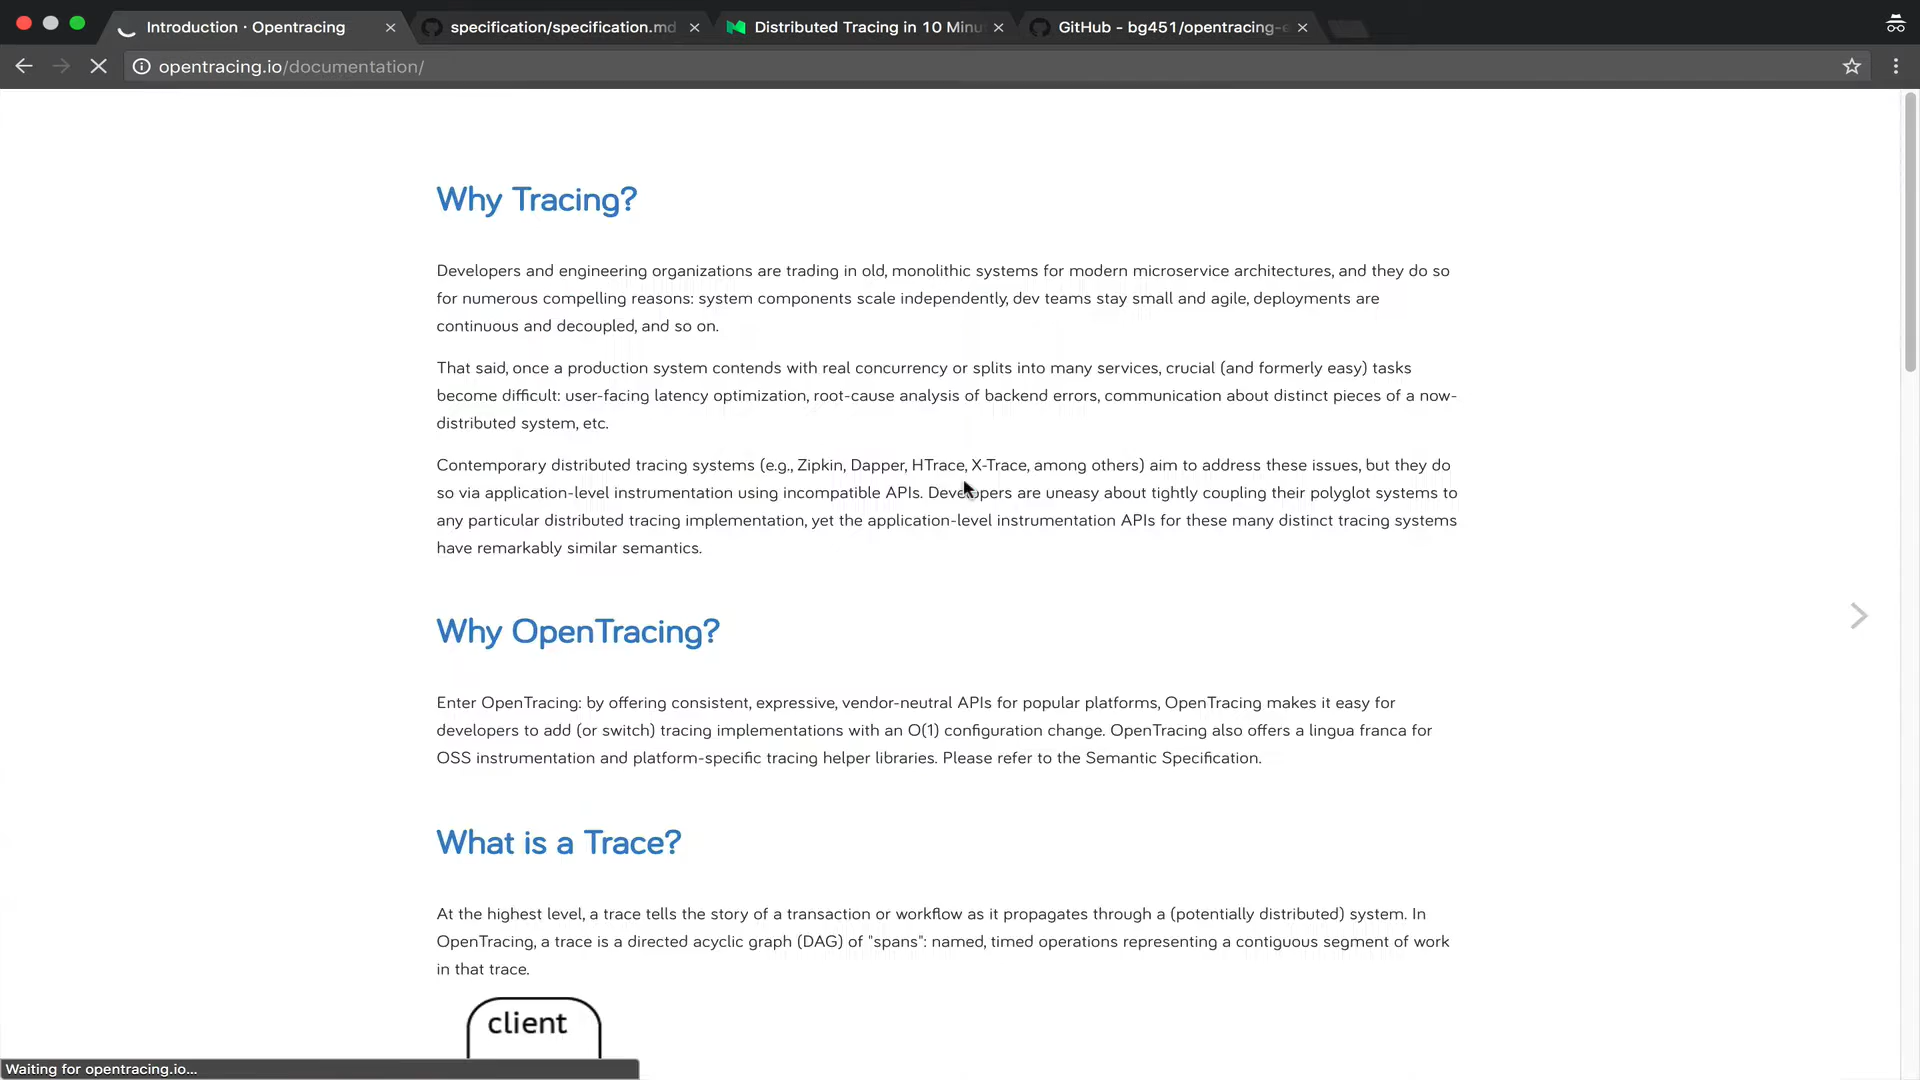 Introduction · Opentracing
specification/specification.md
Distributed Tracing in 10 Minu
GitHub - bg451/opentracing-e
opentracing.io/documentation/
Why Tracing?
Developers and engineering organizations are trading in old, monolithic systems for modern microservice architectures, and they do so
for numerous compelling reasons: system components scale independently, dev teams stay small and agile, deployments are
continuous and decoupled, and so on.
That said, once a production system contends with real concurrency or splits into many services, crucial (and formerly easy) tasks
become difficult: user-facing latency optimization, root-cause analysis of backend errors, communication about distinct pieces of a now-
distributed system, etc.
Contemporary distributed tracing systems (e.g., Zipkin, Dapper, HTrace, X-Trace, among others) aim to address these issues, but they do
so via application-level instrumentation using incompatible APIs. Developers are uneasy about tightly coupling their polyglot systems to
any particular distributed tracing implementation, yet the application-level instrumentation APIs for these many distinct tracing systems
have remarkably similar semantics.
Why OpenTracing?
Enter OpenTracing: by offering consistent, expressive, vendor-neutral APIs for popular platforms, OpenTracing makes it easy for
developers to add (or switch) tracing implementations with an O(1) configuration change. OpenTracing also offers a lingua franca for
OSS instrumentation and platform-specific tracing helper libraries. Please refer to the Semantic Specification.
What is a Trace?
At the highest level, a trace tells the story of a transaction or workflow as it propagates through a (potentially distributed) system. In
OpenTracing, a trace is a directed acyclic graph (DAG) of "spans": named, timed operations representing a contiguous segment of work
in that trace.
client
Waiting for opentracing.io...